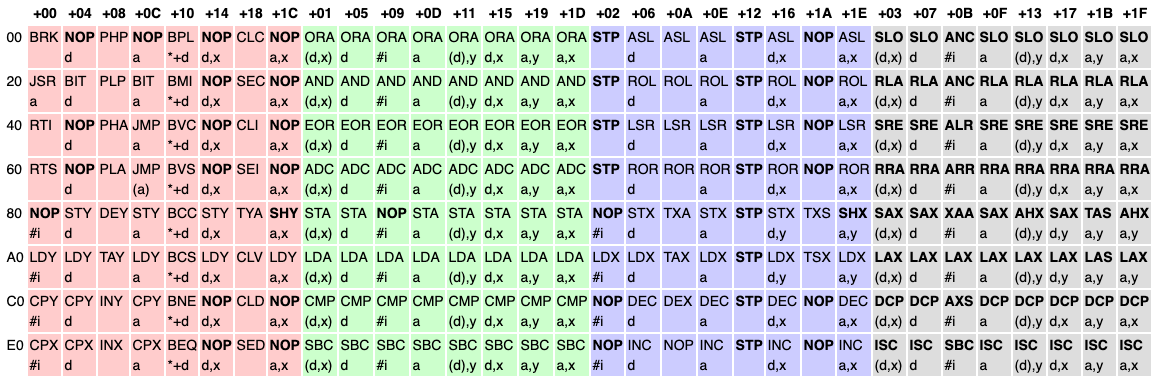 +00 +04 +08 +0C +10 +14 +18 +1C +01 +05 +09 +0D +11 +15 +19 +1D +02 +06 +0A +0E +12 +16 +1A +1E +03 +07 +0B +0F +13 +17 +1B +1F
00 BRK NOP PHP NOP BPL NOP CLC NOP ORA ORA ORA ORA ORA ORA ORA ORA STP ASL ASL ASL STP ASL NOP ASL SLO SLO ANC SLO SLO SLO SLO SLO
d a *+d d,x a,x (d,x) d #i a (d),y d,x a,y a,x d a d,x a,x (d,x) d #i a (d),y d,x a,y a,x
20 JSR BIT PLP BIT BMI NOP SEC NOP AND AND AND AND AND AND AND AND STP ROL ROL ROL STP ROL NOP ROL RLA RLA ANC RLA RLA RLA RLA RLA
a d a *+d d,x a,x (d,x) d #i a (d),y d,x a,y a,x d a d,x a,x (d,x) d #i a (d),y d,x a,y a,x
40 RTI NOP PHA JMP BVC NOP CLI NOP EOR EOR EOR EOR EOR EOR EOR EOR STP LSR LSR LSR STP LSR NOP LSR SRE SRE ALR SRE SRE SRE SRE SRE
d a *+d d,x a,x (d,x) d #i a (d),y d,x a,y a,x d a d,x a,x (d,x) d #i a (d),y d,x a,y a,x
60 RTS NOP PLA JMP BVS NOP SEI NOP ADC ADC ADC ADC ADC ADC ADC ADC STP ROR ROR ROR STP ROR NOP ROR RRA RRA ARR RRA RRA RRA RRA RRA
d (a) *+d d,x a,x (d,x) d #i a (d),y d,x a,y a,x d a d,x a,x (d,x) d #i a (d),y d,x a,y a,x
80 NOP STY DEY STY BCC STY TYA SHY STA STA NOP STA STA STA STA STA NOP STX TXA STX STP STX TXS SHX SAX SAX XAA SAX AHX SAX TAS AHX
#i d a *+d d,x a,x (d,x) d #i a (d),y d,x a,y a,x #i d a d,y a,y (d,x) d #i a (d),y d,y a,y a,y
A0 LDY LDY TAY LDY BCS LDY CLV LDY LDA LDA LDA LDA LDA LDA LDA LDA LDX LDX TAX LDX STP LDX TSX LDX LAX LAX LAX LAX LAX LAX LAS LAX
#i d a *+d d,x a,x (d,x) d #i a (d),y d,x a,y a,x #i d a d,y a,y (d,x) d #i a (d),y d,y a,y a,y
C0 CPY CPY INY CPY BNE NOP CLD NOP CMP CMP CMP CMP CMP CMP CMP CMP NOP DEC DEX DEC STP DEC NOP DEC DCP DCP AXS DCP DCP DCP DCP DCP
#i d a *+d d,x a,x (d,x) d #i a (d),y d,x a,y a,x #i d a d,x a,x (d,x) d #i a (d),y d,x a,y a,x
E0 CPX CPX INX CPX BEQ NOP SED NOP SBC SBC SBC SBC SBC SBC SBC SBC NOP INC NOP INC STP INC NOP INC ISC ISC SBC ISC ISC ISC ISC ISC
#i d a *+d d,x a,x (d,x) d #i a (d),y d,x a,y a,x #i d a d,x a,x (d,x) d #i a (d),y d,x a,y a,x